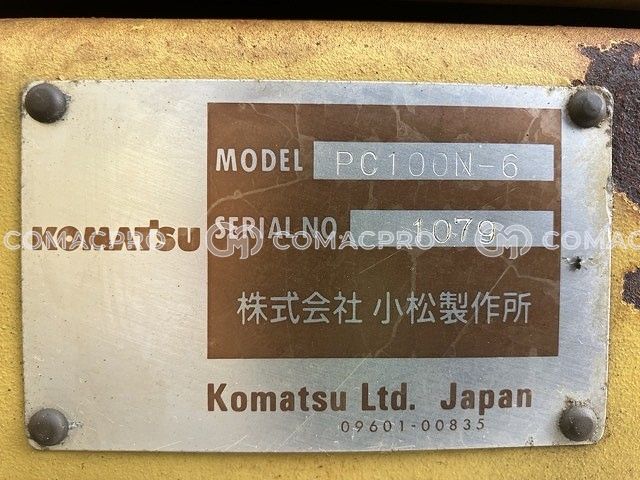 MODEL PC100N-6
SERIAL NO. 1079
KOMATSU
COMACPRO COMACPRO COMACPRO
株式会社 小松製作所
Komatsu Ltd. Japan
09601-00835